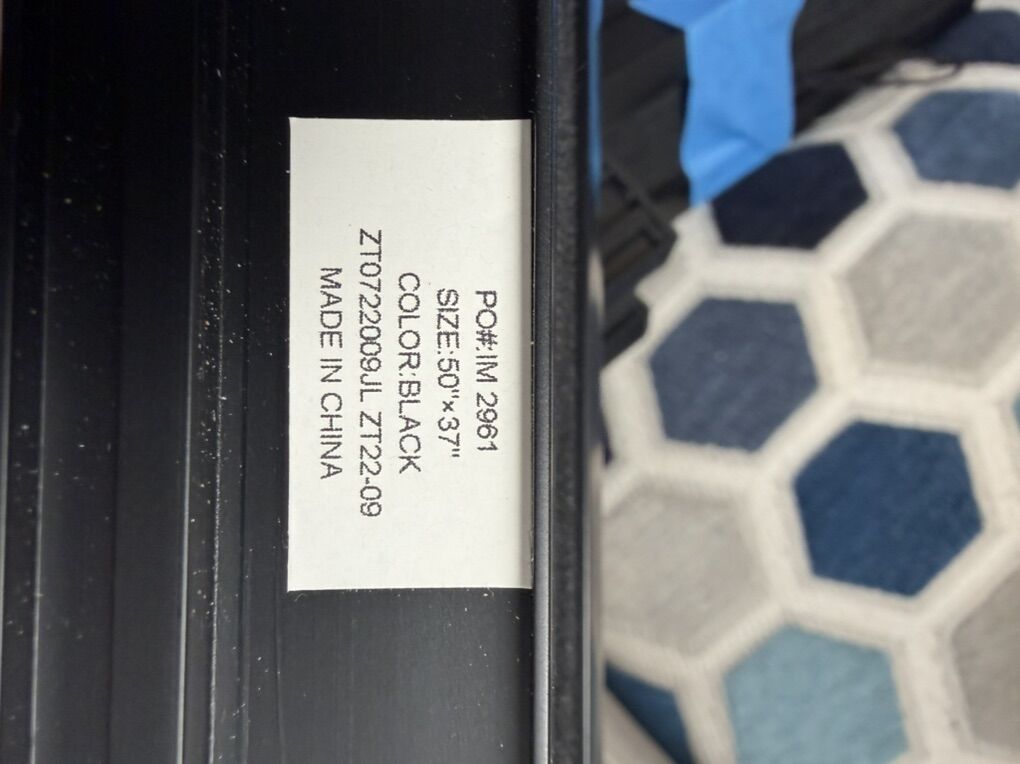 PO#:IM 2961
SIZE:50"×37"
COLOR:BLACK
ZT0722009JL ZT22-09
MADE IN CHINA